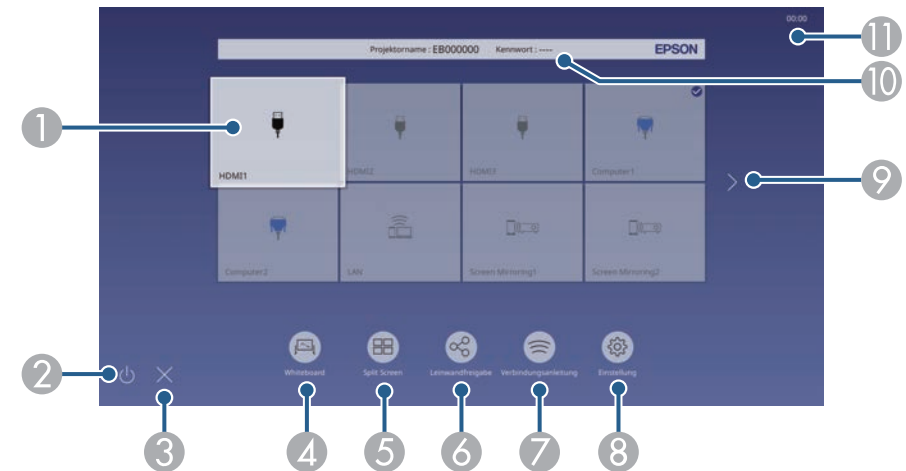 00:00
11
Projektorname : EB000000 Kennwort : ---- EPSON
10
1
HDMI1 HDMI2 HDMI3 Computer1
9
Computer2 LAN Screen Mirroring1 Screen Mirroring2
2
Whiteboard Split Screen Leinwandfreigabe Verbindungsanleitung Einstellung
3 4 5 6 7 8